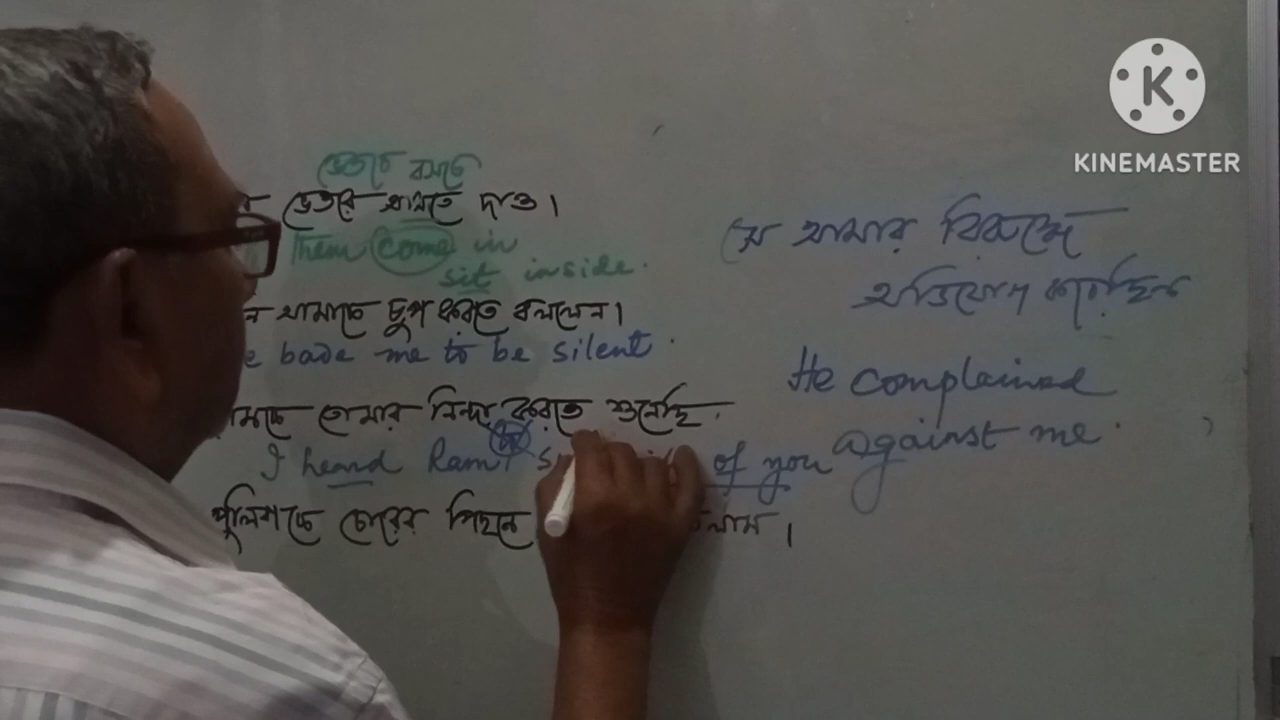 ভেতরে বসতে
ভেতরে আসতে দাও।
Them come in
sit inside.
আমাকে চুপ করতে বললেন।
bade me to be silent.
তোমার নিন্দা করতে শুনেছি.
I heard Ram of you
পুলিশকে চোরের পিছনে
সে আমার বিরুদ্ধে
অভিযোগ করেছিল
He complained
against me.
KINEMASTER